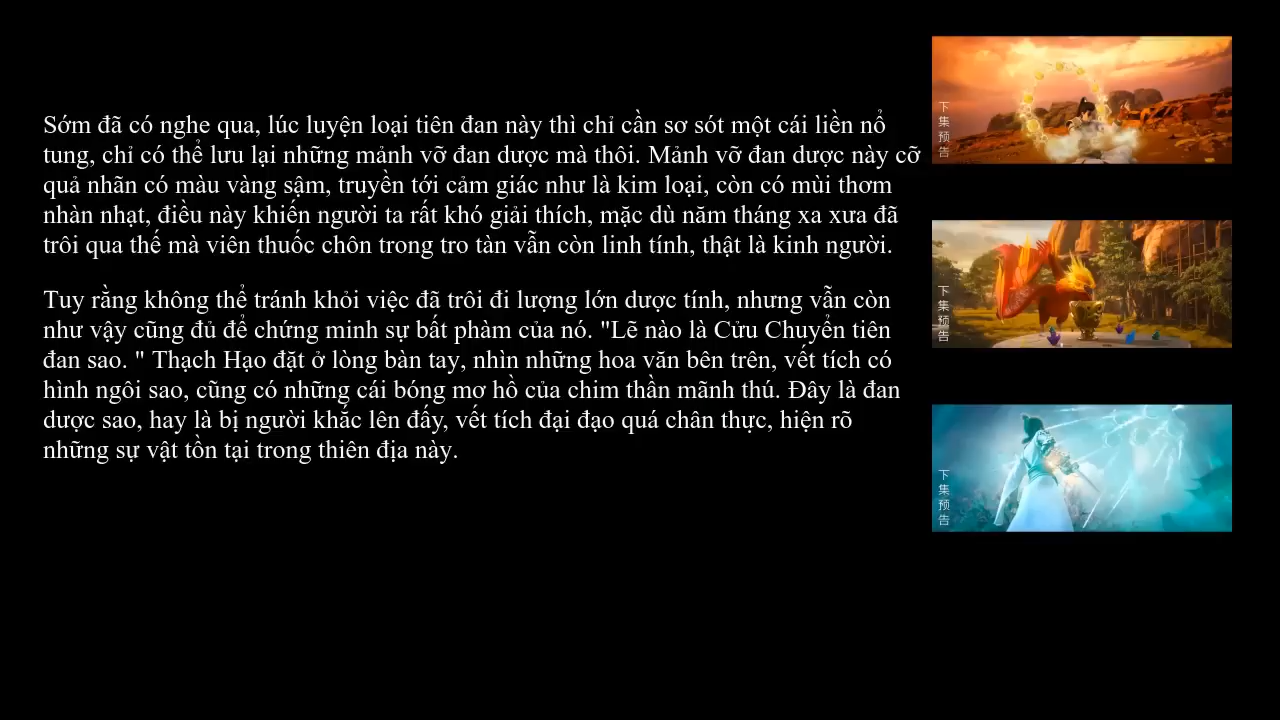 Sớm đã có nghe qua, lúc luyện loại tiên đan này thì chỉ cần sơ sót một cái liền nổ
tung, chỉ có thể lưu lại những mảnh vỡ đan dược mà thôi. Mảnh vỡ đan dược này cỡ
quả nhãn có màu vàng sậm, truyền tới cảm giác như là kim loại, còn có mùi thơm
nhàn nhạt, điều này khiến người ta rất khó giải thích, mặc dù năm tháng xa xưa đã
trôi qua thế mà viên thuốc chôn trong tro tàn vẫn còn linh tính, thật là kinh người.
Tuy rằng không thể tránh khỏi việc đã trôi đi lượng lớn dược tính, nhưng vẫn còn
như vậy cũng đủ để chứng minh sự bất phàm của nó. "Lẽ nào là Cửu Chuyển tiên
đan sao. " Thạch Hạo đặt ở lòng bàn tay, nhìn những hoa văn bên trên, vết tích có
hình ngôi sao, cũng có những cái bóng mơ hồ của chim thần mãnh thú. Đây là đan
dược sao, hay là bị người khắc lên đấy, vết tích đại đạo quá chân thực, hiện rõ
những sự vật tồn tại trong thiên địa này.
下集预告
下集预告
下集预告